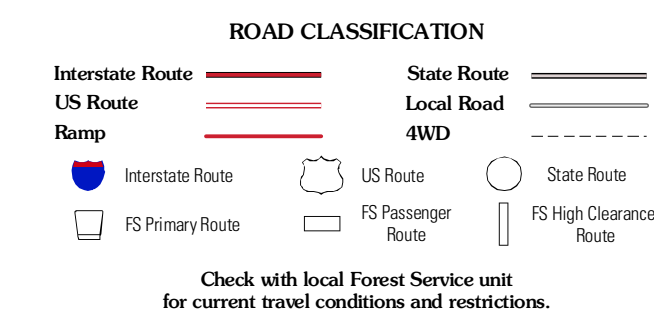 ROAD CLASSIFICATION
Interstate Route
State Route
US Route
Local Road
Ramp
4WD
Interstate Route
US Route
State Route
FS Primary Route
FS Passenger
Route
FS High Clearance
Route
Check with local Forest Service unit
for current travel conditions and restrictions.